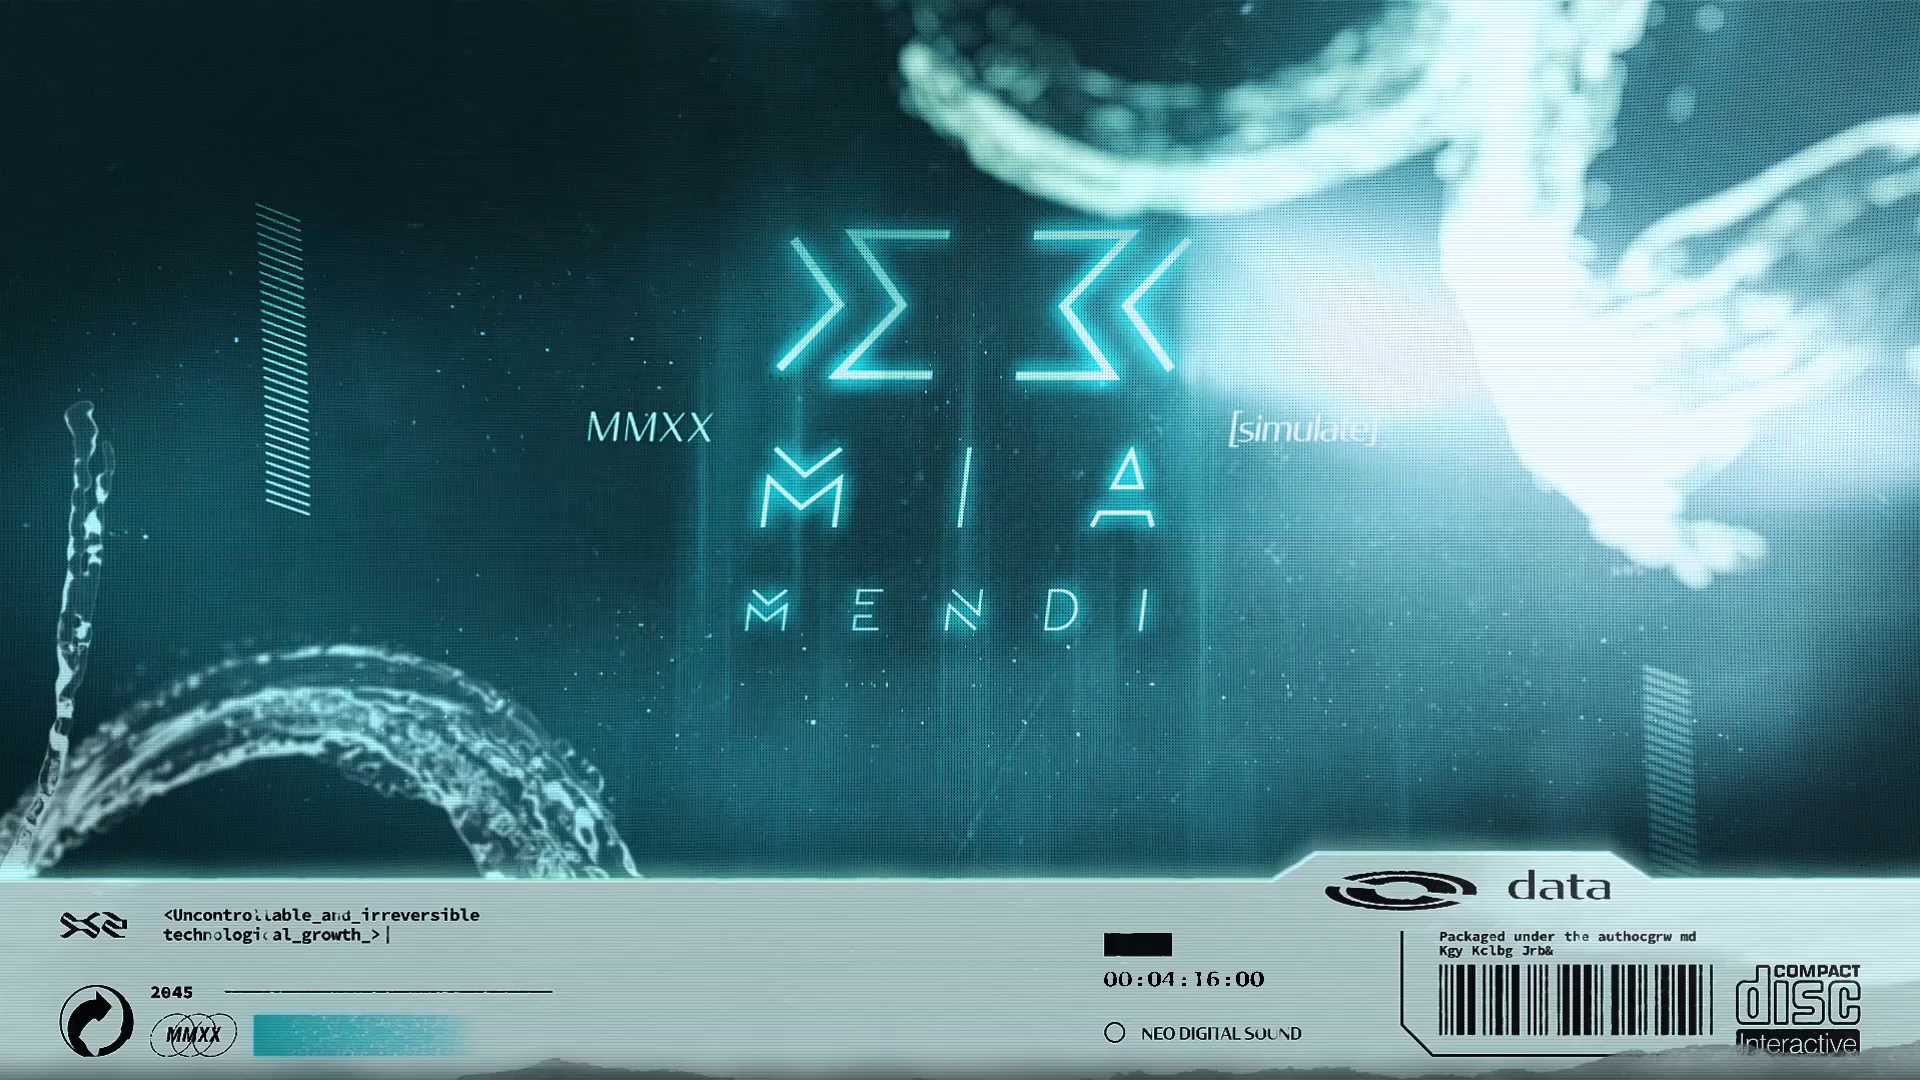 MMXX
[simulate]
MIA
MENDI
data
<Uncontrollable_and_irreversible
technological_growth_>|
Packaged under the authocgrw md
Kgy Kclbg Jrb&
00:04:16:00
2045
MMXX
NEO DIGITAL SOUND
COMPACT
disc
Interactive